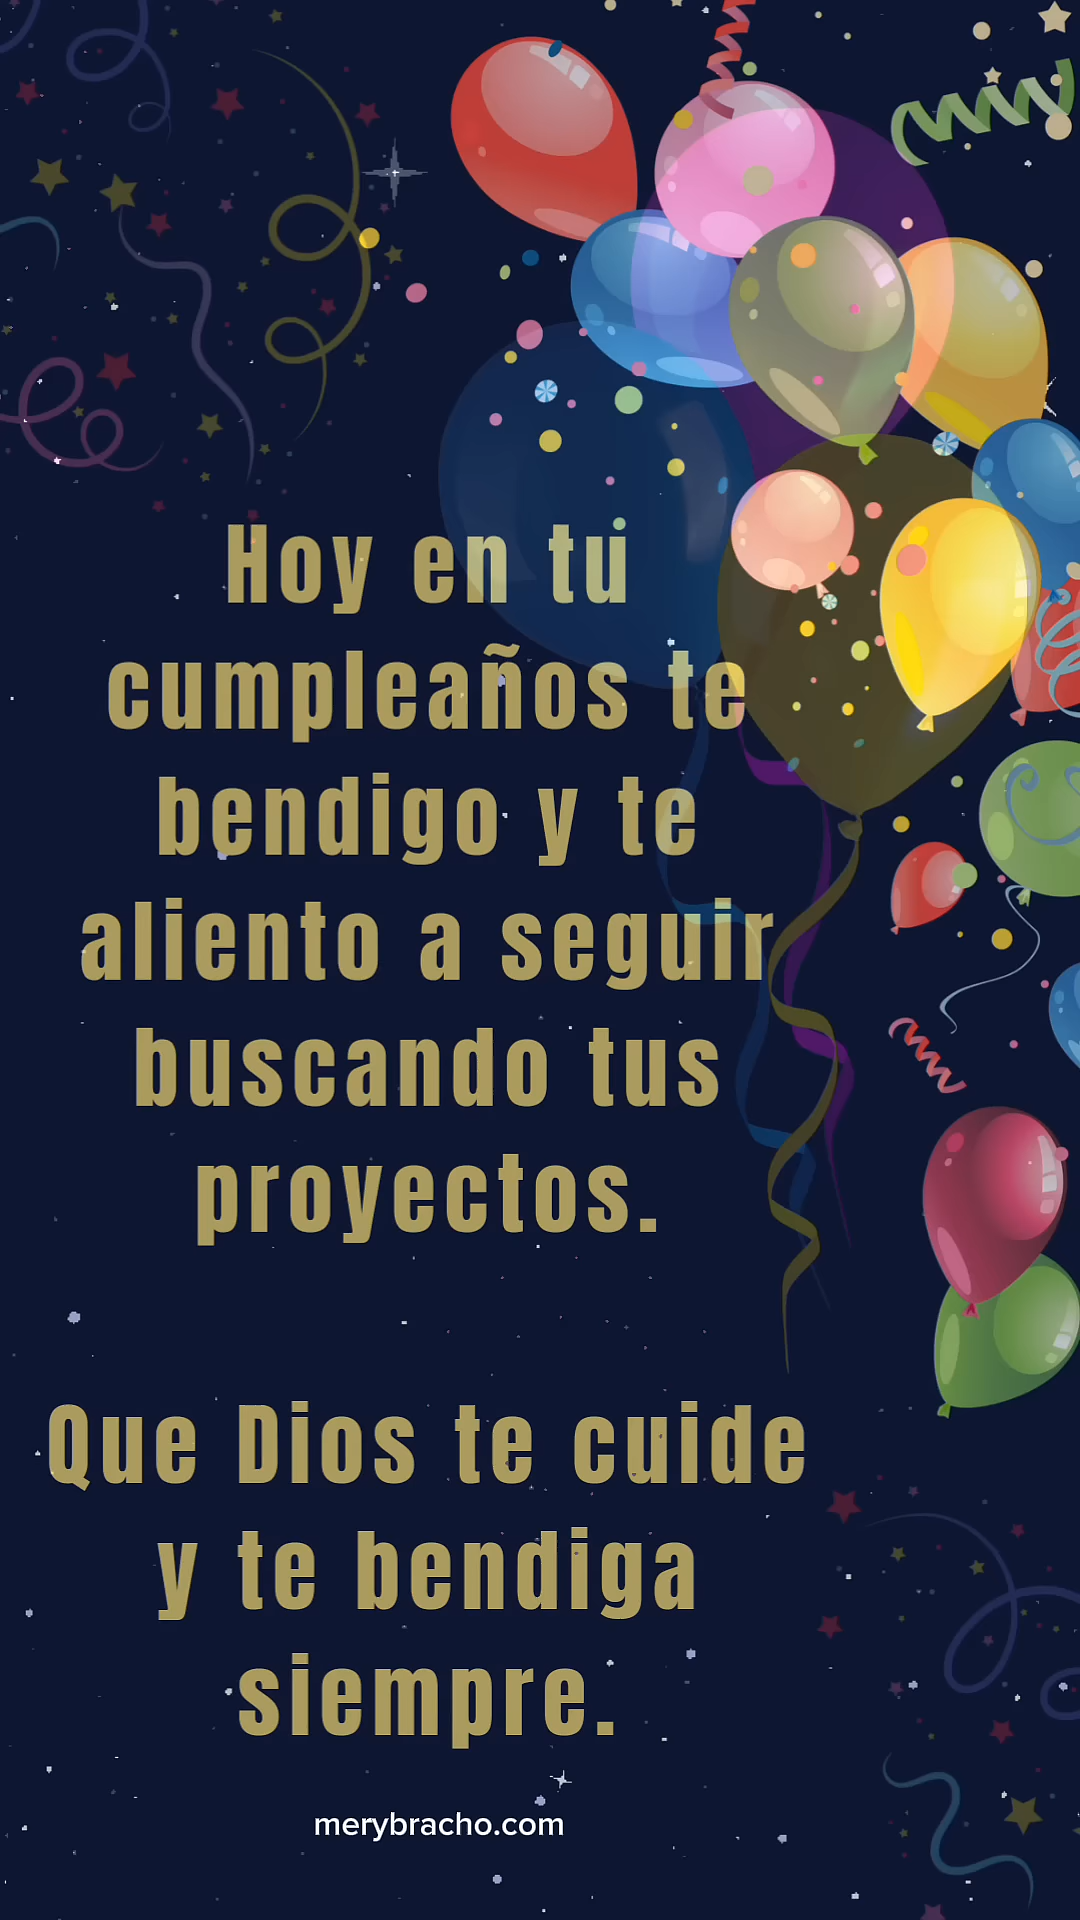 Hoy en tu
cumpleaños te
bendigo y te
aliento a seguir
buscando tus
proyectos.
Que Dios te cuide
y te bendiga
siempre.
merybracho.com